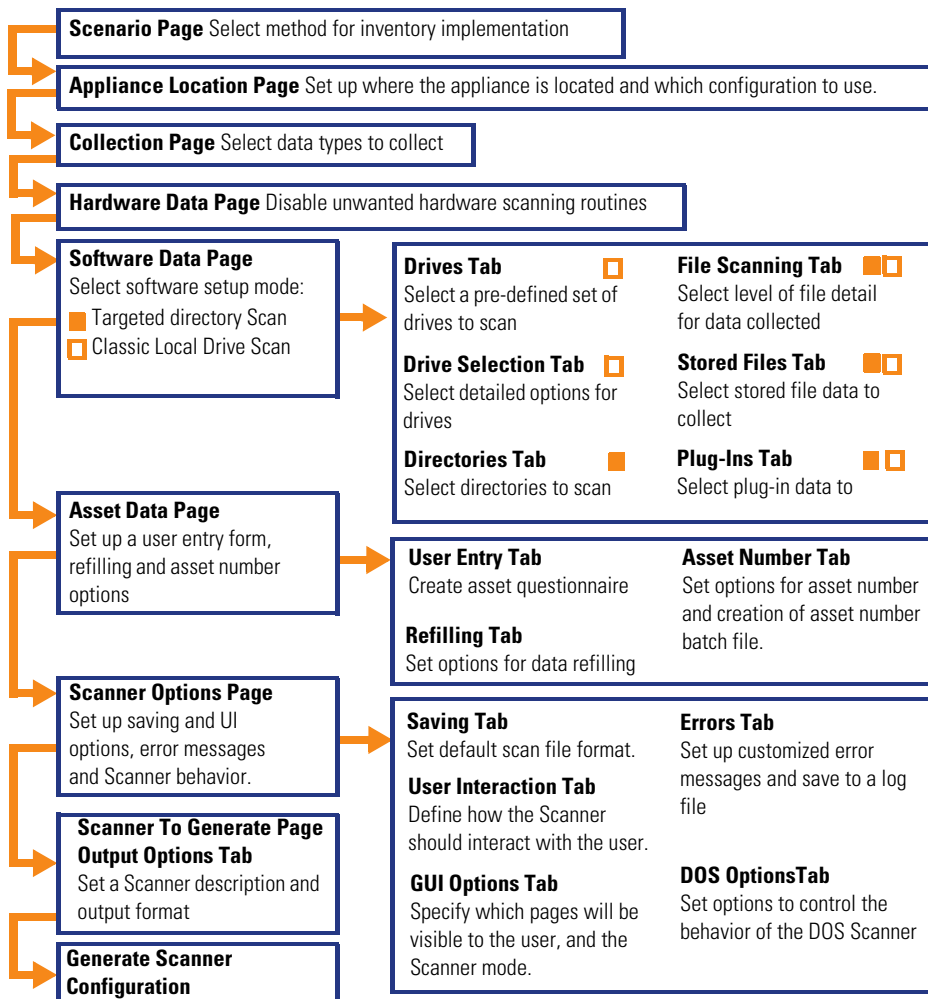 Scenario Page Select method for inventory implementation
Appliance Location Page Set up where the appliance is located and which configuration to use.
Collection Page Select data types to collect
Hardware Data Page Disable unwanted hardware scanning routines
Software Data Page
Select software setup mode:
Targeted directory Scan
Classic Local Drive Scan
Drives Tab
Select a pre-defined set of
drives to scan
Drive Selection Tab
Select detailed options for
drives
Directories Tab
Select directories to scan
File Scanning Tab
Select level of file detail
for data collected
Stored Files Tab
Select stored file data to
collect
Plug-Ins Tab
Select plug-in data to
Asset Data Page
Set up a user entry form,
refilling and asset number
options
User Entry Tab
Create asset questionnaire
Refilling Tab
Set options for data refilling
Asset Number Tab
Set options for asset number
and creation of asset number
batch file.
Scanner Options Page
Set up saving and UI
options, error messages
and Scanner behavior.
Saving Tab
Set default scan file format.
User Interaction Tab
Define how the Scanner
should interact with the user.
GUI Options Tab
Specify which pages will be
visible to the user, and the
Scanner mode.
Errors Tab
Set up customized error
messages and save to a log
file
DOS OptionsTab
Set options to control the
behavior of the DOS Scanner
Scanner To Generate Page
Output Options Tab
Set a Scanner description and
output format
Generate Scanner
Configuration